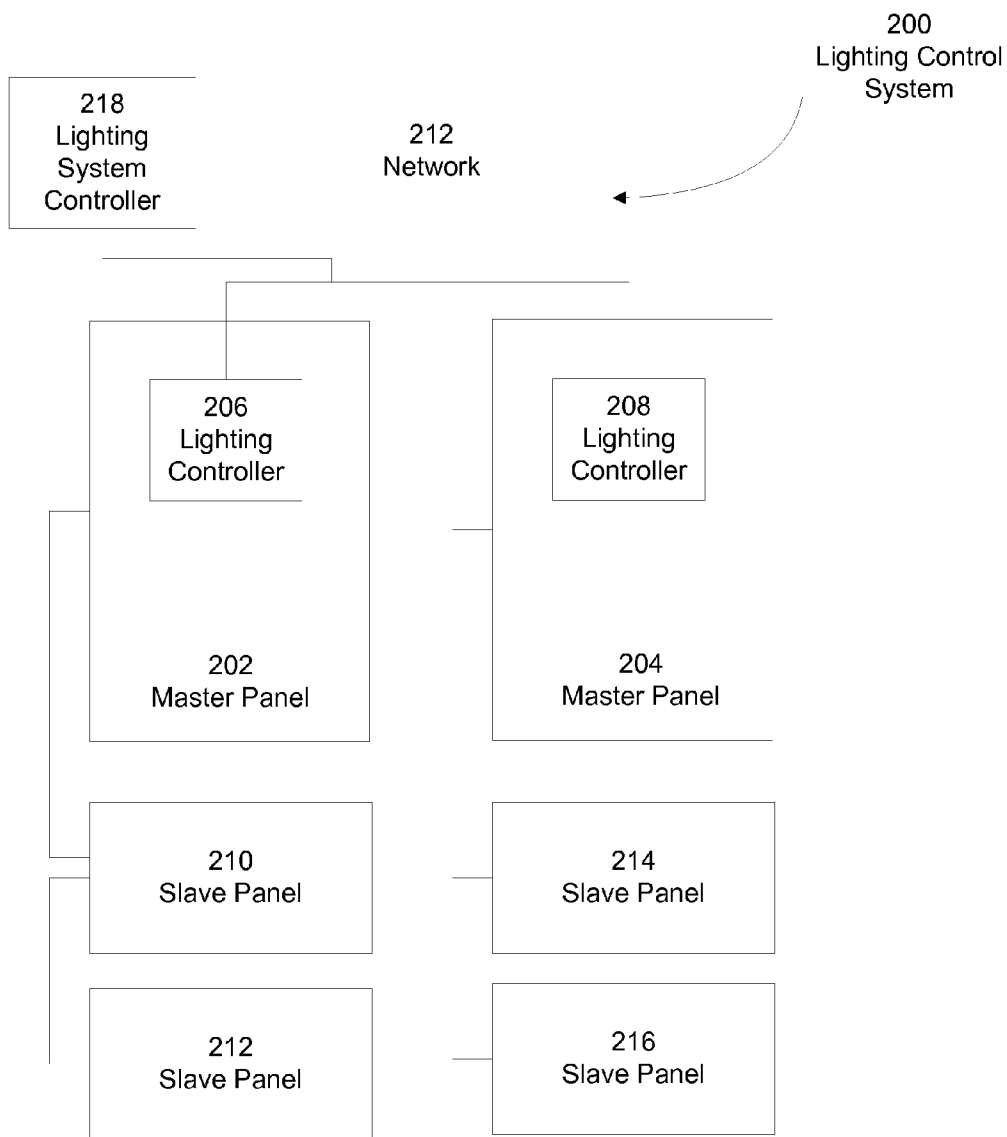 200
Lighting Control
System
218
Lighting
System
Controller
212
Network
206
Lighting
Controller
208
Lighting
Controller
202
Master Panel
204
Master Panel
210
Slave Panel
214
Slave Panel
212
Slave Panel
216
Slave Panel